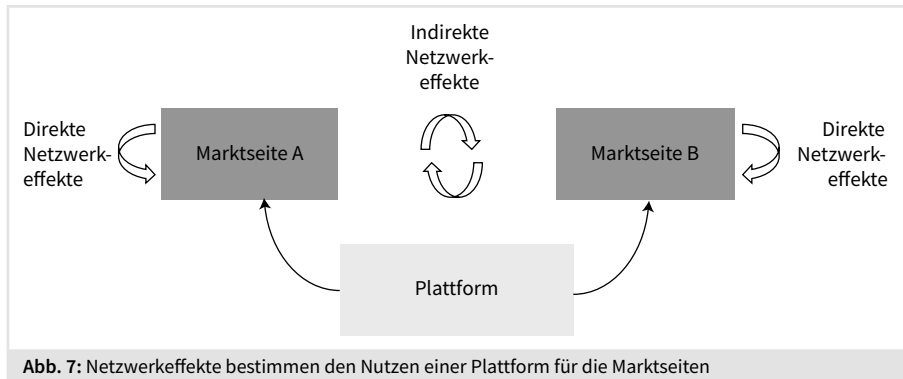 Indirekte
Netzwerk-
effekte
Direkte
Netzwerk-
effekte
Marktseite A
Marktseite B
Direkte
Netzwerk-
effekte
Plattform
Abb. 7: Netzwerkeffekte bestimmen den Nutzen einer Plattform für die Marktseiten